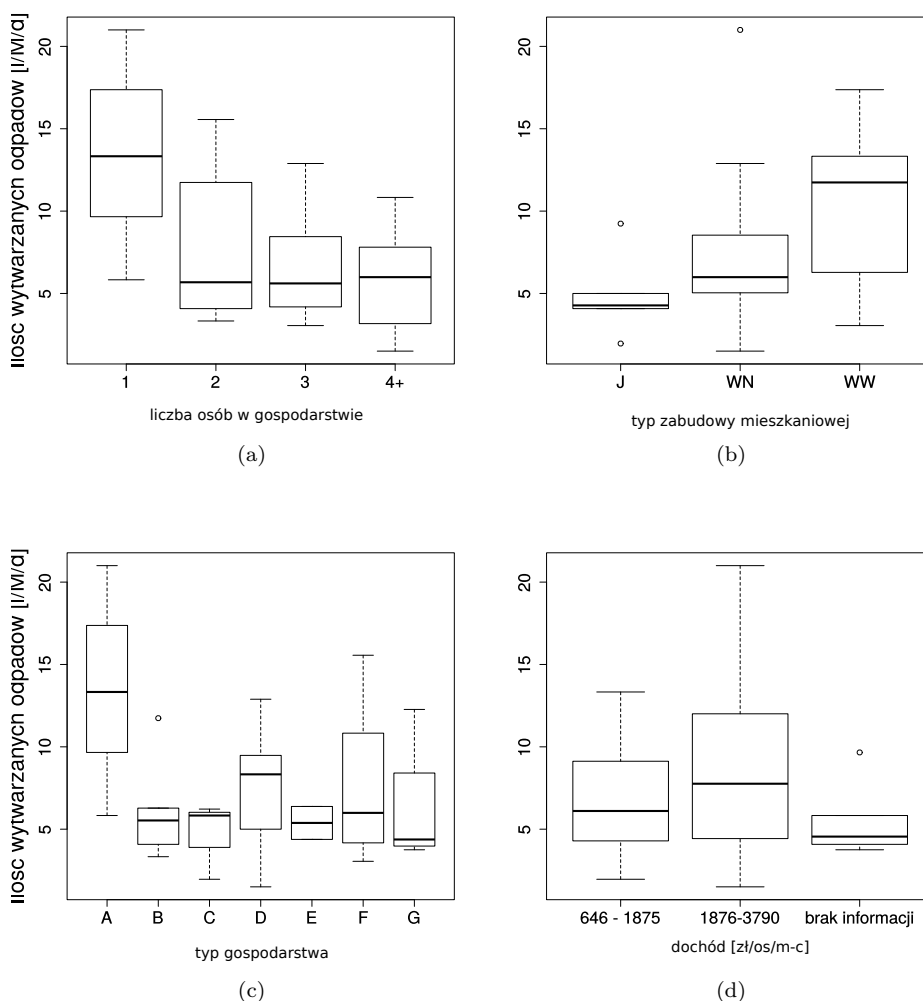 Ilosc wytwarzanych odpadow [l/M/d]
20
15
10
5
1 2 3 4+
liczba osób w gospodarstwie
(a)
20
15
10
5
J WN WW
typ zabudowy mieszkaniowej
(b)
Ilosc wytwarzanych odpadow [l/M/d]
20
15
10
5
A B C D E F G
typ gospodarstwa
(c)
20
15
10
5
646 - 1875 1876-3790 brak informacji
dochód [zł/os/m-c]
(d)